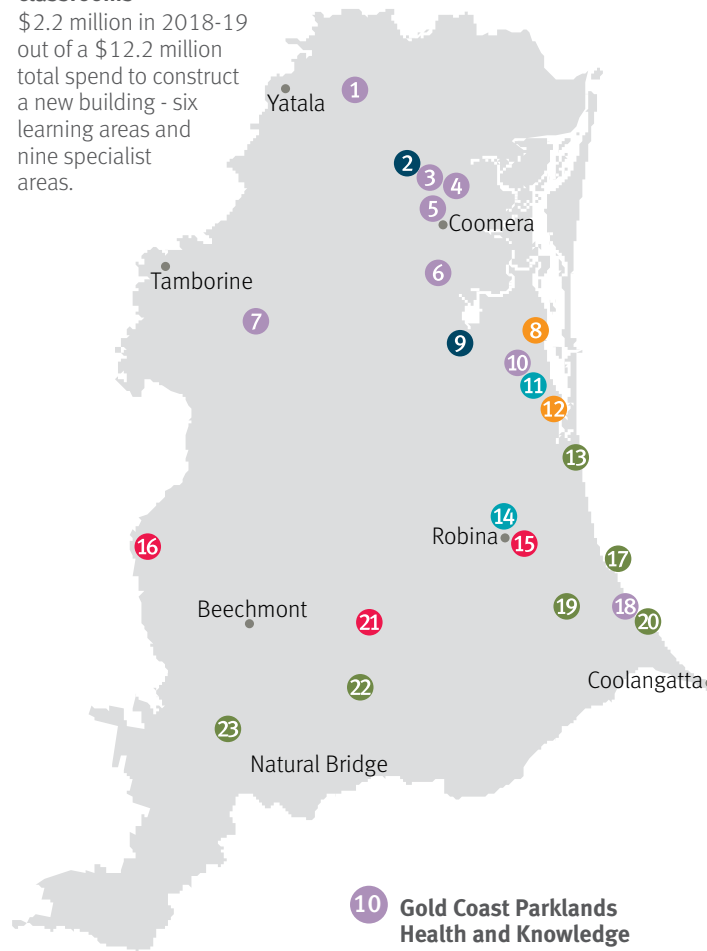 $2.2 million in 2018-19
out of a $12.2 million
total spend to construct
a new building - six
learning areas and
nine specialist
areas.
1
Yatala
2
3
4
5
Coomera
Tamborine
6
7
8
9
10
11
12
13
14
Robina
15
16
17
Beechmont
18
19
20
21
Coolangatta
22
23
Natural Bridge
10 Gold Coast Parklands
Health and Knowledge